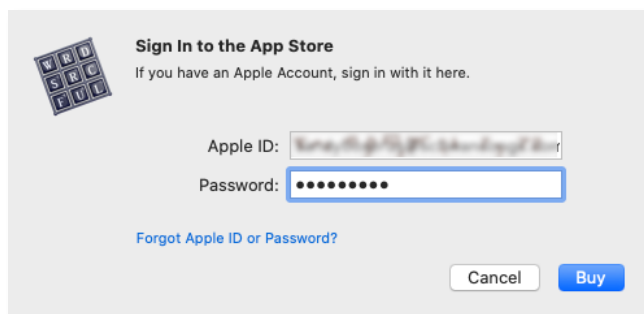 WRD
SRC
FUL
Sign In to the App Store
If you have an Apple Account, sign in with it here.
Apple ID:
Password: •••••••••
Forgot Apple ID or Password?
Cancel Buy